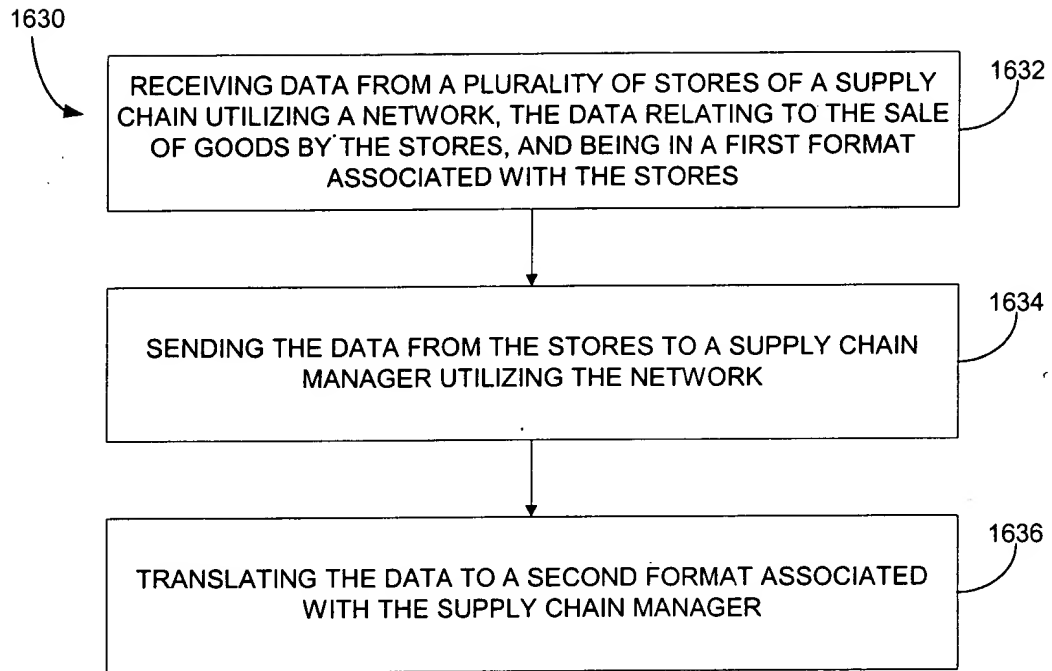 1630
1632
RECEIVING DATA FROM A PLURALITY OF STORES OF A SUPPLY
CHAIN UTILIZING A NETWORK, THE DATA RELATING TO THE SALE
OF GOODS BY THE STORES, AND BEING IN A FIRST FORMAT
ASSOCIATED WITH THE STORES
1634
SENDING THE DATA FROM THE STORES TO A SUPPLY CHAIN
MANAGER UTILIZING THE NETWORK
1636
TRANSLATING THE DATA TO A SECOND FORMAT ASSOCIATED
WITH THE SUPPLY CHAIN MANAGER